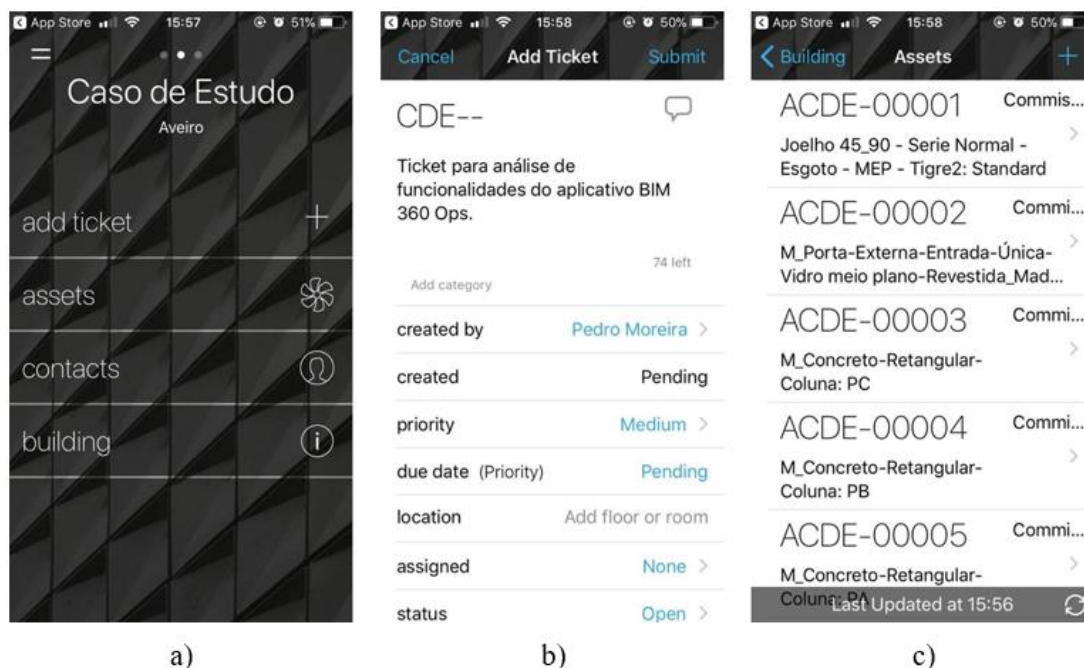 App Store 15:57 51%
Caso de Estudo
Aveiro
add ticket
assets
contacts
building
a)
App Store 15:58 50%
Cancel Add Ticket Submit
CDE--
Ticket para análise de
funcionalidades do aplicativo BIM
360 Ops.
74 left
Add category
created by Pedro Moreira
created Pending
priority Medium
due date (Priority) Pending
location Add floor or room
assigned None
status Open
b)
App Store 15:58 50%
Building Assets
ACDE-00001 Commis...
Joelho 45_90 - Serie Normal -
Esgoto - MEP - Tigre2: Standard
ACDE-00002 Commi...
M_Porta-Externa-Entrada-Única-
Vidro meio plano-Revestida_Mad...
ACDE-00003 Commi...
M_Concreto-Retangular-
Coluna: PC
ACDE-00004 Commi...
M_Concreto-Retangular-
Coluna: PB
ACDE-00005 Commi...
M_Concreto-Retangular-
Coluna: PA
Last Updated at 15:56
c)